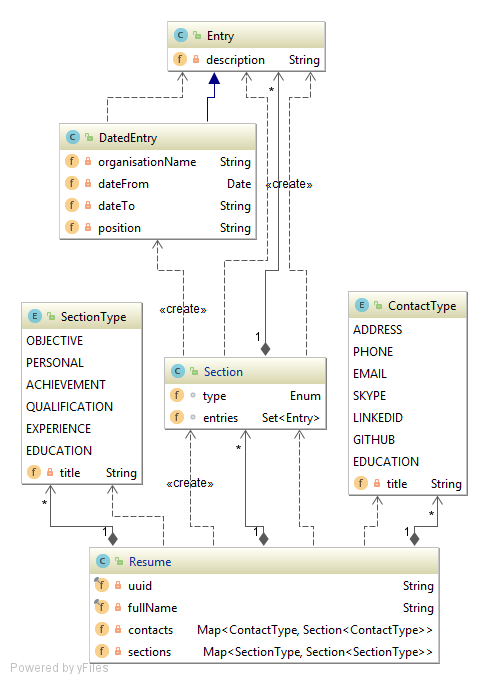 C Entry
f description String
*
C DatedEntry
f organisationName String
f dateFrom Date
f dateTo String
f position String
«create»
«create»
E SectionType
OBJECTIVE
PERSONAL
ACHIEVEMENT
QUALIFICATION
EXPERIENCE
EDUCATION
f title String
1
C Section
f type Enum
f entries Set<Entry>
E ContactType
ADDRESS
PHONE
EMAIL
SKYPE
LINKEDID
GITHUB
EDUCATION
f title String
«create»
* * *
1 1 1
C Resume
f uuid String
f fullName String
f contacts Map<ContactType, Section<ContactType>>
f sections Map<SectionType, Section<SectionType>>
Powered by yFiles